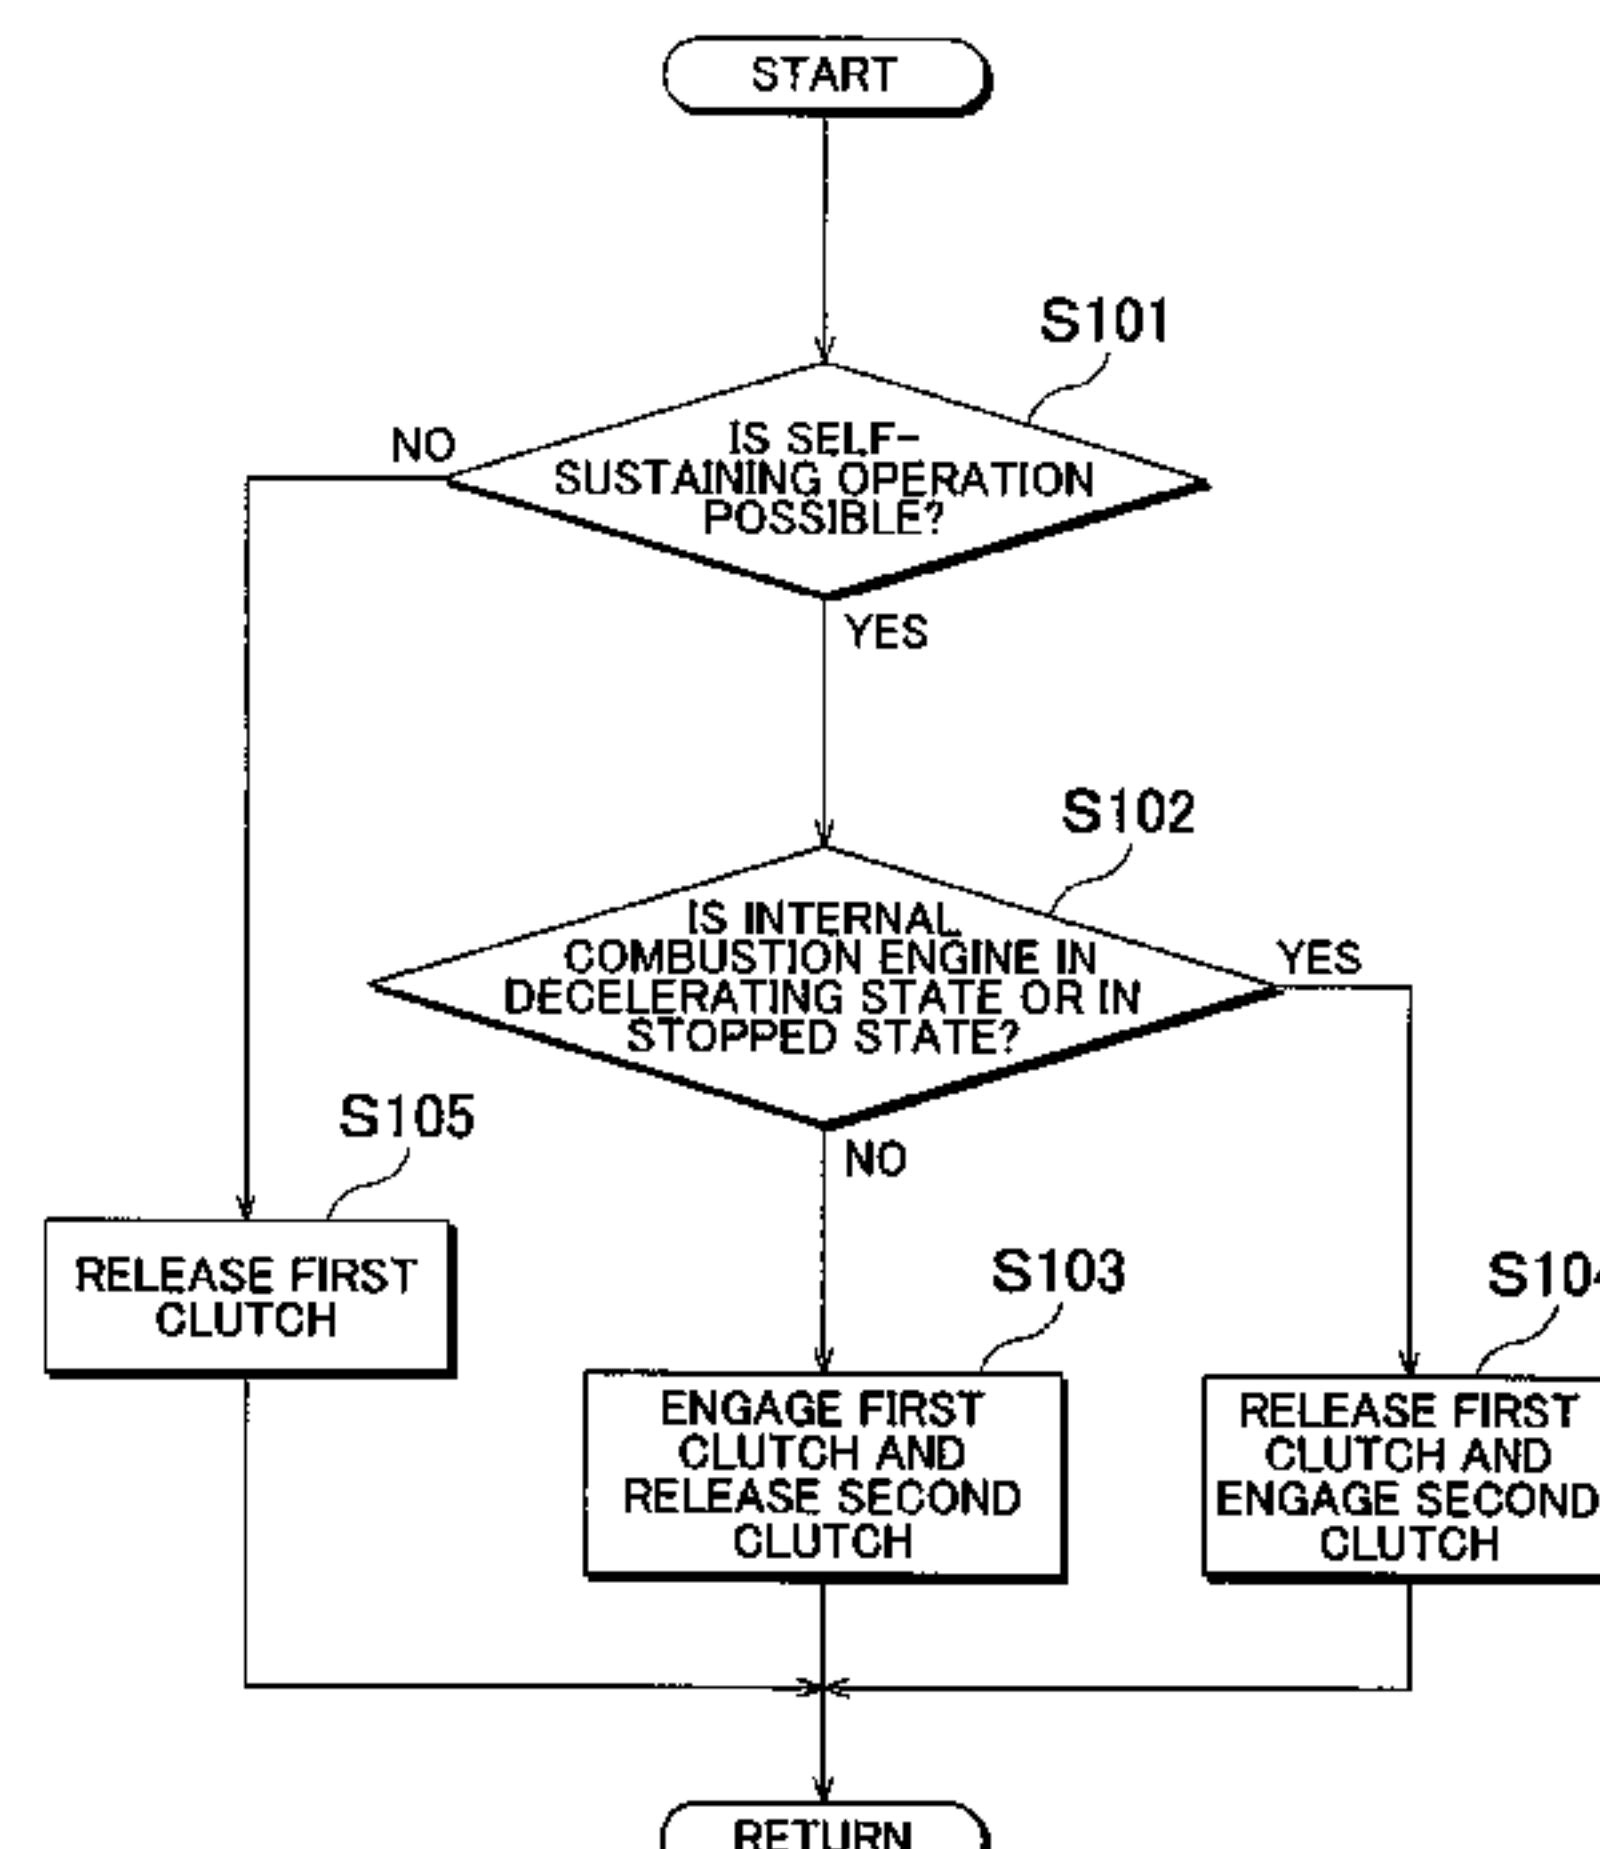 START
S101
NO
IS SELF-
SUSTAINING OPERATION
POSSIBLE?
YES
S102
IS INTERNAL
COMBUSTION ENGINE IN
DECELERATING STATE OR IN
STOPPED STATE?
YES
NO
S105
RELEASE FIRST
CLUTCH
S103
ENGAGE FIRST
CLUTCH AND
RELEASE SECOND
CLUTCH
S104
RELEASE FIRST
CLUTCH AND
ENGAGE SECOND
CLUTCH
RETURN